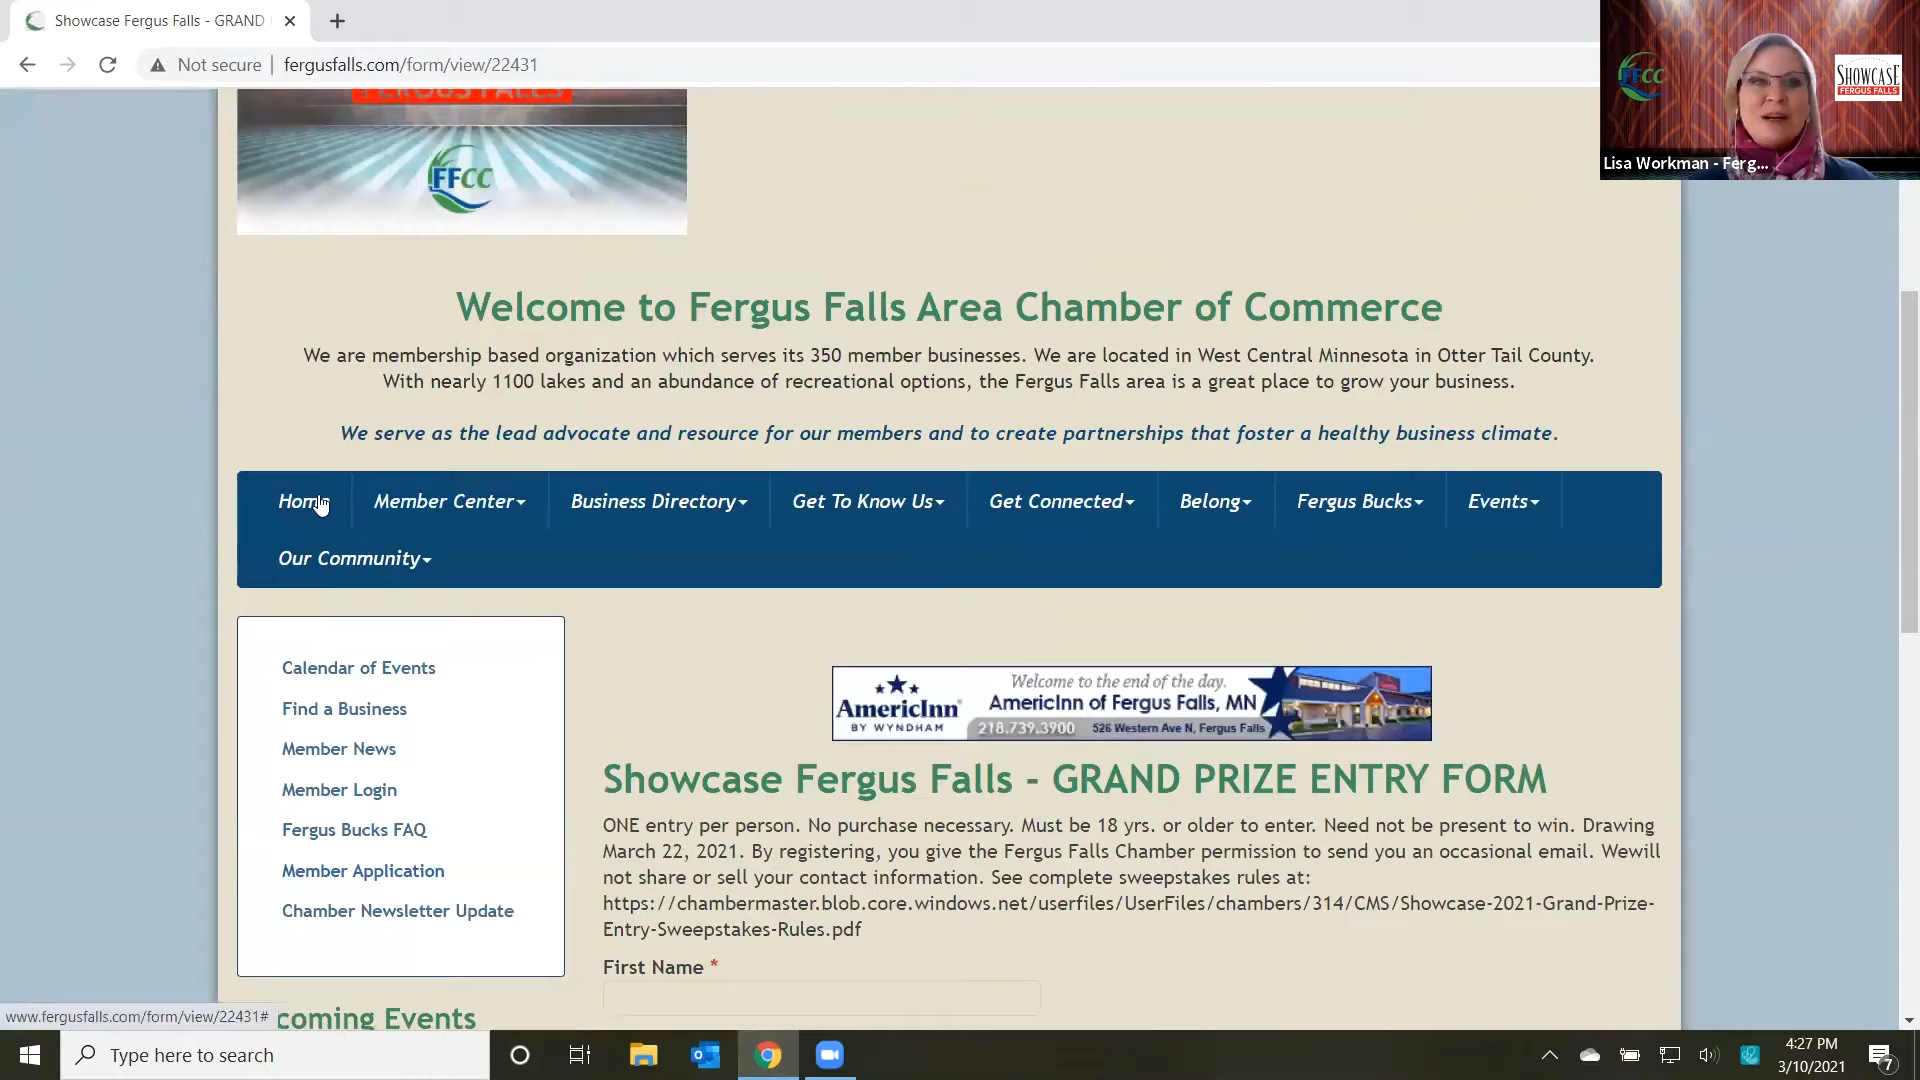 Showcase Fergus Falls - GRAND
Not secure | fergusfalls.com/form/view/22431
FFCC
SHOWCASE
FERGUS FALLS
Lisa Workman - Ferg...
FERGUS FALLS
FFCC
Welcome to Fergus Falls Area Chamber of Commerce
We are membership based organization which serves its 350 member businesses. We are located in West Central Minnesota in Otter Tail County.
With nearly 1100 lakes and an abundance of recreational options, the Fergus Falls area is a great place to grow your business.
We serve as the lead advocate and resource for our members and to create partnerships that foster a healthy business climate.
Home Member Center Business Directory Get To Know Us Get Connected Belong Fergus Bucks Events
Our Community
Calendar of Events
Find a Business
Member News
Member Login
Fergus Bucks FAQ
Member Application
Chamber Newsletter Update
coming Events
AmericInn
BY WYNDHAM
Welcome to the end of the day.
AmericInn of Fergus Falls, MN
218.739.3900 526 Western Ave N, Fergus Falls
Showcase Fergus Falls - GRAND PRIZE ENTRY FORM
ONE entry per person. No purchase necessary. Must be 18 yrs. or older to enter. Need not be present to win. Drawing
March 22, 2021. By registering, you give the Fergus Falls Chamber permission to send you an occasional email. Wewill
not share or sell your contact information. See complete sweepstakes rules at:
https://chambermaster.blob.core.windows.net/userfiles/UserFiles/chambers/314/CMS/Showcase-2021-Grand-Prize-
Entry-Sweepstakes-Rules.pdf
First Name *
www.fergusfalls.com/form/view/22431#
Type here to search
4:27 PM
3/10/2021
7